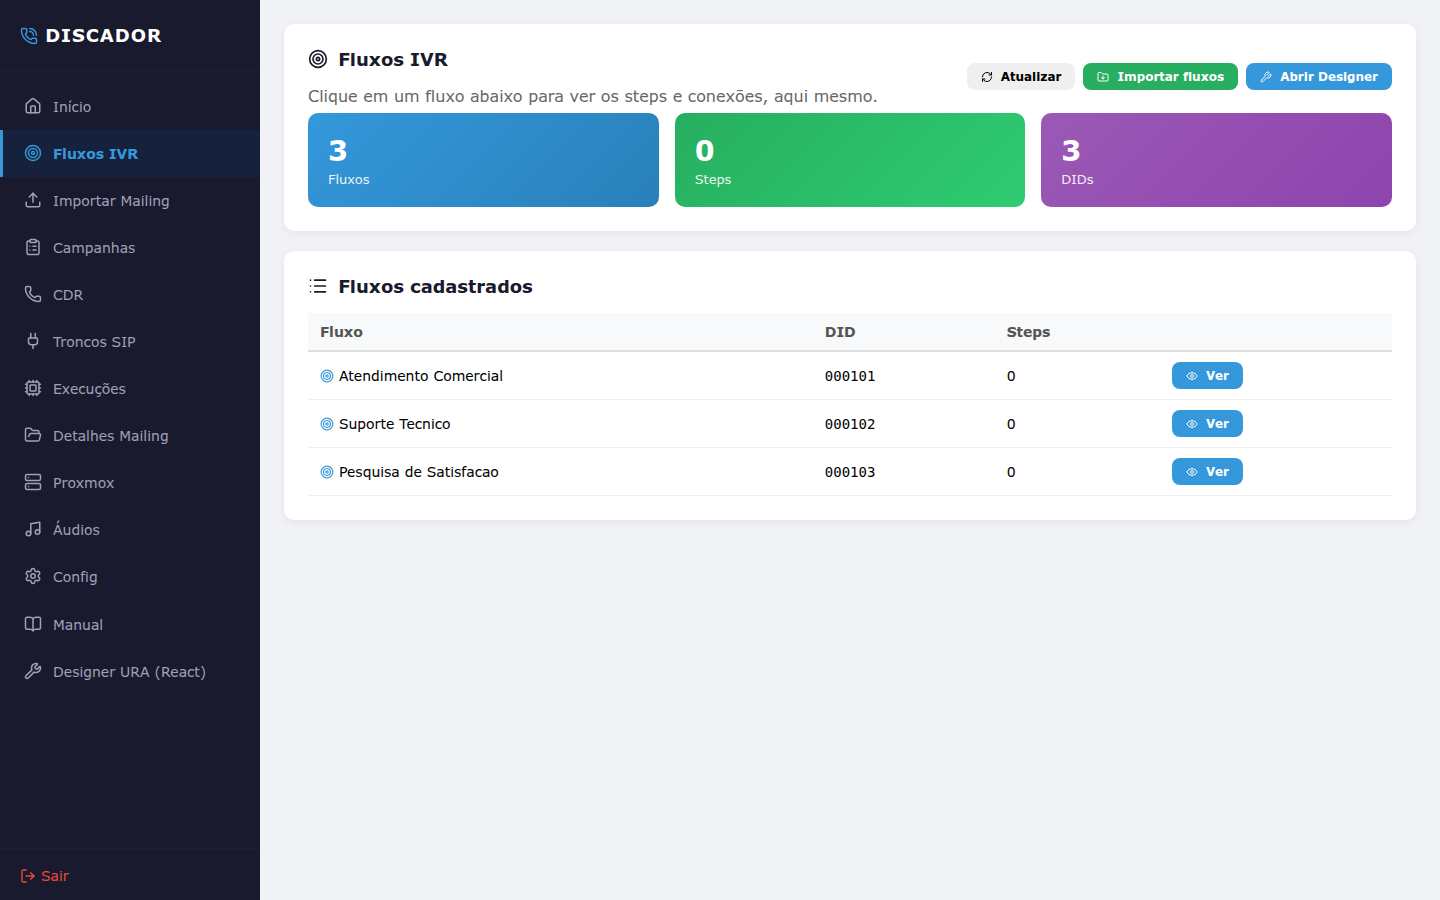 DISCADOR
Início
Fluxos IVR
Importar Mailing
Campanhas
CDR
Troncos SIP
Execuções
Detalhes Mailing
Proxmox
Áudios
Config
Manual
Designer URA (React)
Sair
Fluxos IVR
Clique em um fluxo abaixo para ver os steps e conexões, aqui mesmo.
Atualizar Importar fluxos Abrir Designer
3
Fluxos
0
Steps
3
DIDs
Fluxos cadastrados
Fluxo DID Steps
Atendimento Comercial 000101 0 Ver
Suporte Tecnico 000102 0 Ver
Pesquisa de Satisfacao 000103 0 Ver